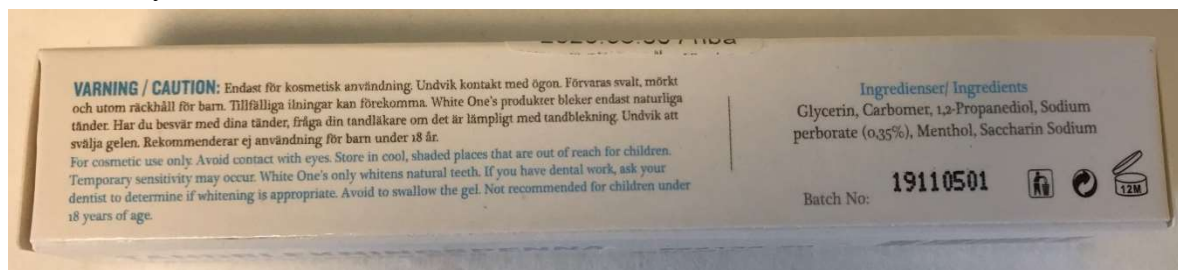 VARNING / CAUTION: Endast för kosmetisk användning. Undvik kontakt med ögon. Förvaras svalt, mörkt
och utom räckhåll för barn. Tillfälliga ilningar kan förekomma. White One's produkter bleker endast naturliga
tänder. Har du besvär med dina tänder, fråga din tandläkare om det är lämpligt med tandblekning. Undvik att
svälja gelen. Rekommenderar ej användning för barn under 18 år.
For cosmetic use only. Avoid contact with eyes. Store in cool, shaded places that are out of reach for children.
Temporary sensitivity may occur. White One's only whitens natural teeth. If you have dental work, ask your
dentist to determine if whitening is appropriate. Avoid to swallow the gel. Not recommended for children under
18 years of age.
Ingredienser/ Ingredients
Glycerin, Carbomer, 1,2-Propanediol, Sodium
perborate (0,35%), Menthol, Saccharin Sodium
Batch No: 19110501
12M